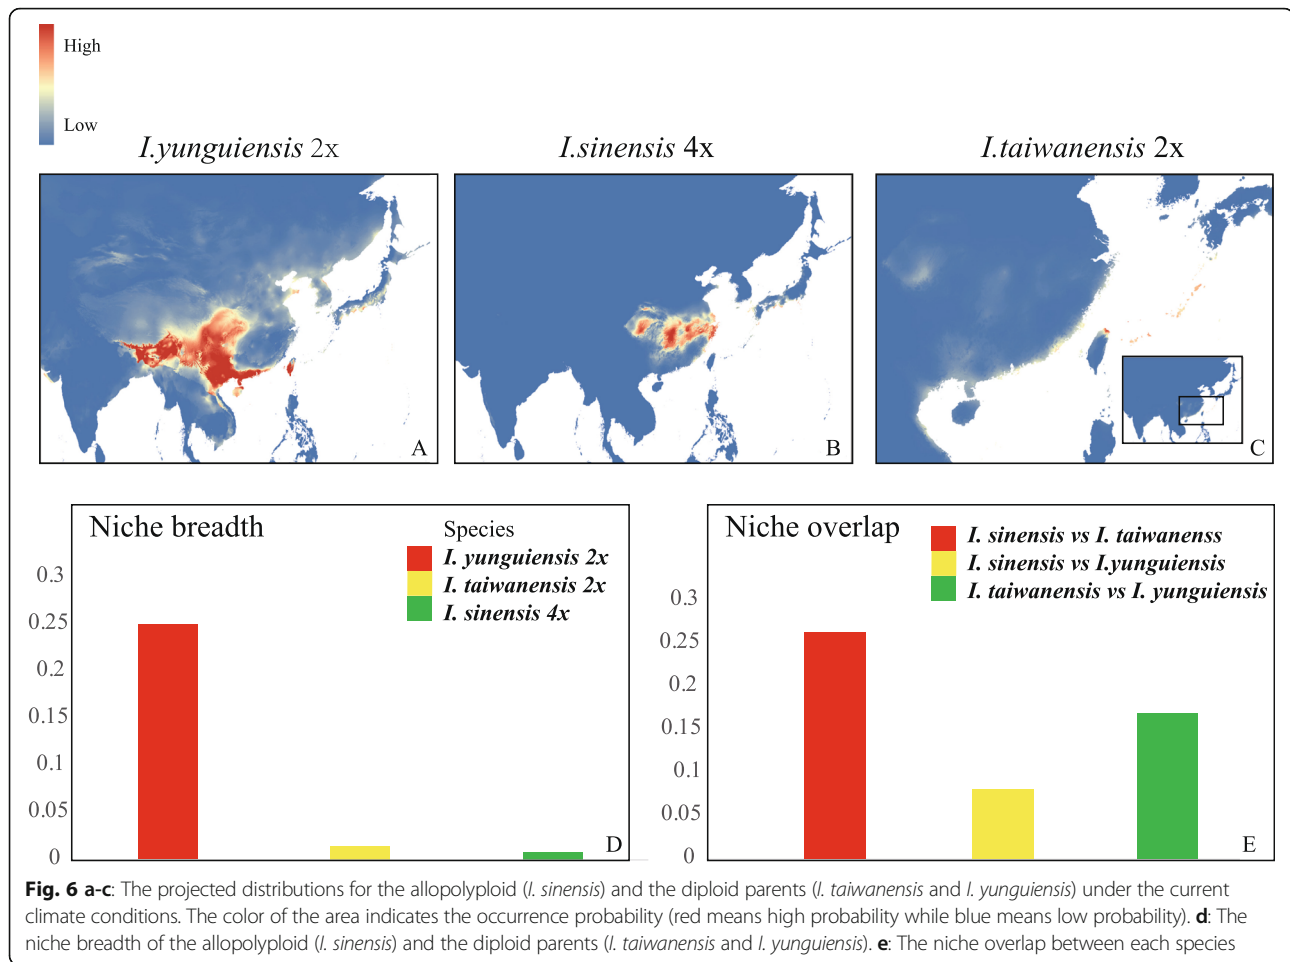 High
Low
I.yunguiensis 2x
I.sinensis 4x
I.taiwanensis 2x
A
B
C
Niche breadth
Species
I. yunguiensis 2x
I. taiwanensis 2x
I. sinensis 4x
0.3
0.25
0.2
0.15
0.1
0.05
0
D
Niche overlap
I. sinensis vs I. taiwanenss
I. sinensis vs I.yunguiensis
I. taiwanensis vs I. yunguiensis
0.3
0.25
0.2
0.15
0.1
0.05
0
E
Fig. 6 a-c: The projected distributions for the allopolyploid (I. sinensis) and the diploid parents (I. taiwanensis and I. yunguiensis) under the current
climate conditions. The color of the area indicates the occurrence probability (red means high probability while blue means low probability). d: The
niche breadth of the allopolyploid (I. sinensis) and the diploid parents (I. taiwanensis and I. yunguiensis). e: The niche overlap between each species